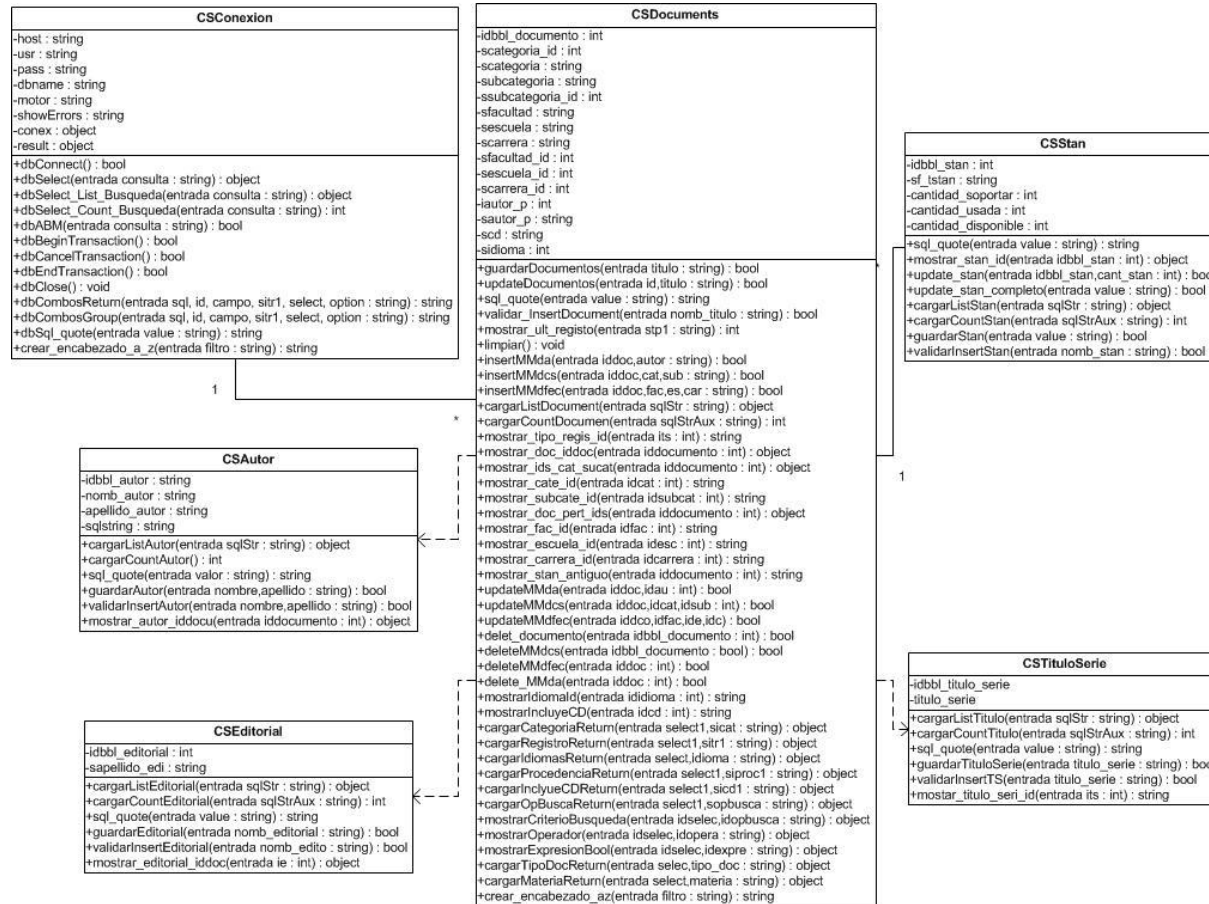 CSConexion
-host : string
-usr : string
-pass : string
-dbname : string
-motor : string
-showErrors : string
-conex : object
-result : object
+dbConnect() : bool
+dbSelect(entrada consulta : string) : object
+dbSelect_List_Busqueda(entrada consulta : string) : object
+dbSelect_Count_Busqueda(entrada consulta : string) : int
+dbABM(entrada consulta : string) : bool
+dbBeginTransaction() : bool
+dbCancelTransaction() : bool
+dbEndTransaction() : bool
+dbClose() : void
+dbCombosReturn(entrada sql, id, campo, sitr1, select, option : string) : string
+dbCombosGroup(entrada sql, id, campo, sitr1, select, option : string) : string
+dbSql_quote(entrada value : string) : string
+crear_encabezado_a_z(entrada filtro : string) : string
1
*
CSAutor
-idbbl_autor : string
-nomb_autor : string
-apellido_autor : string
-sqlstring : string
+cargarListAutor(entrada sqlStr : string) : object
+cargarCountAutor() : int
+sql_quote(entrada valor : string) : string
+guardarAutor(entrada nombre,apellido : string) : bool
+validarInsertAutor(entrada nombre,apellido : string) : bool
+mostrar_autor_iddocu(entrada iddocumento : int) : object
CSEditorial
-idbbl_editorial : int
-sapellido_edi : string
+cargarListEditorial(entrada sqlStr : string) : object
+cargarCountEditorial(entrada sqlStrAux : string) : int
+sql_quote(entrada value : string) : string
+guardarEditorial(entrada nomb_editorial : string) : bool
+validarInsertEditorial(entrada nomb_edito : string) : bool
+mostrar_editorial_iddoc(entrada ie : int) : object
CSDocuments
-idbbl_documento : int
-scategoria_id : int
-scategoria : string
-subcategoria : string
-ssubcategoria_id : int
-sfacultad : string
-sescuela : string
-scarrera : string
-sfacultad_id : int
-sescuela_id : int
-scarrera_id : int
-iautor_p : int
-sautor_p : string
-scd : string
-sidioma : int
+guardarDocumentos(entrada titulo : string) : bool
+updateDocumentos(entrada id,titulo : string) : bool
+sql_quote(entrada value : string) : string
+validar_InsertDocument(entrada nomb_titulo : string) : bool
+mostrar_ult_registo(entrada stp1 : string) : int
+limpiar() : void
+insertMMda(entrada iddoc,autor : string) : bool
+insertMMdcs(entrada iddoc,cat,sub : string) : bool
+insertMMdfec(entrada iddoc,fac,es,car : string) : bool
+cargarListDocument(entrada sqlStr : string) : object
+cargarCountDocumen(entrada sqlStrAux : string) : int
+mostrar_tipo_regis_id(entrada its : int) : string
+mostrar_doc_iddoc(entrada iddocumento : int) : object
+mostrar_ids_cat_sucat(entrada iddocumento : int) : object
+mostrar_cate_id(entrada idcat : int) : string
+mostrar_subcate_id(entrada idsubcat : int) : string
+mostrar_doc_pert_ids(entrada iddocumento : int) : object
+mostrar_fac_id(entrada idfac : int) : string
+mostrar_escuela_id(entrada idesc : int) : string
+mostrar_carrera_id(entrada idcarrera : int) : string
+mostrar_stan_antiguo(entrada iddocumento : int) : string
+updateMMda(entrada iddoc,idau : int) : bool
+updateMMdcs(entrada iddoc,idcat,idsub : int) : bool
+updateMMdfec(entrada iddco,idfac,ide,idc) : bool
+delet_documento(entrada idbbl_documento : int) : bool
+deleteMMdcs(entrada idbbl_documento : bool) : bool
+deleteMMdfec(entrada iddoc : int) : bool
+delete_MMda(entrada iddoc : int) : bool
+mostrarIdiomaId(entrada ididioma : int) : string
+mostrarIncluyeCD(entrada idcd : int) : string
+cargarCategoriaReturn(entrada select1,sicat : string) : object
+cargarRegistroReturn(entrada select1,sitr1 : string) : object
+cargarIdiomasReturn(entrada select,idioma : string) : object
+cargarProcedenciaReturn(entrada select1,siproc1 : string) : object
+cargarInclyueCDReturn(entrada select1,sicd1 : string) : object
+cargarOpBuscaReturn(entrada select1,sopbusca : string) : object
+mostrarCriterioBusqueda(entrada idselec,idopbusca : string) : object
+mostrarOperador(entrada idselec,idopera : string) : object
+mostrarExpresionBool(entrada idselec,idexpre : string) : object
+cargarTipoDocReturn(entrada selec,tipo_doc : string) : object
+cargarMateriaReturn(entrada select,materia : string) : object
+crear_encabezado_az(entrada filtro : string) : string
*
1
CSStan
-idbbl_stan : int
-sf_tstan : string
-cantidad_soportar : int
-cantidad_usada : int
-cantidad_disponible : int
+sql_quote(entrada value : string) : string
+mostrar_stan_id(entrada idbbl_stan : int) : object
+update_stan(entrada idbbl_stan,cant_stan : int) : boo
+update_stan_completo(entrada value : string) : bool
+cargarListStan(entrada sqlStr : string) : object
+cargarCountStan(entrada sqlStrAux : string) : int
+guardarStan(entrada value : string) : bool
+validarInsertStan(entrada nomb_stan : string) : bool
CSTituloSerie
-idbbl_titulo_serie
-titulo_serie
+cargarListTitulo(entrada sqlStr : string) : object
+cargarCountTitulo(entrada sqlStrAux : string) : int
+sql_quote(entrada value : string) : string
+guardarTituloSerie(entrada titulo_serie : string) : boo
+validarInsertTS(entrada titulo_serie : string) : bool
+mostar_titulo_seri_id(entrada its : int) : string